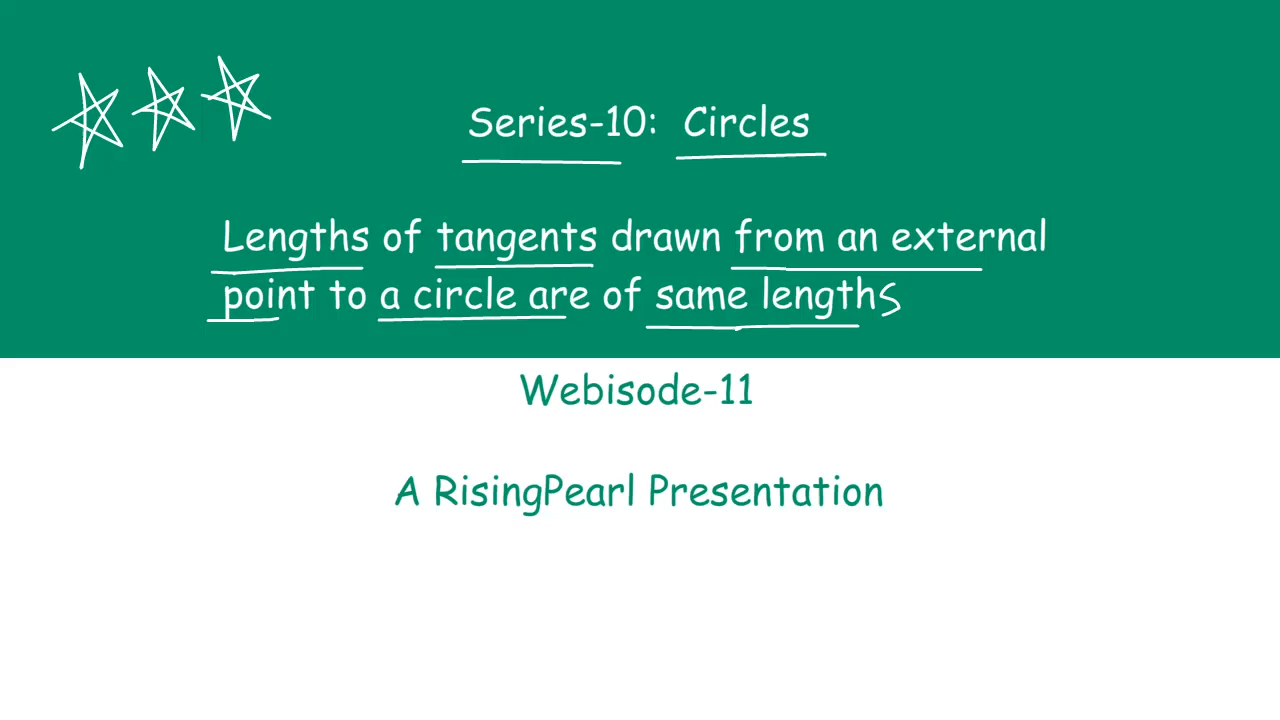 Series-10: Circles
Lengths of tangents drawn from an external
point to a circle are of same lengths
Webisode-11
A RisingPearl Presentation